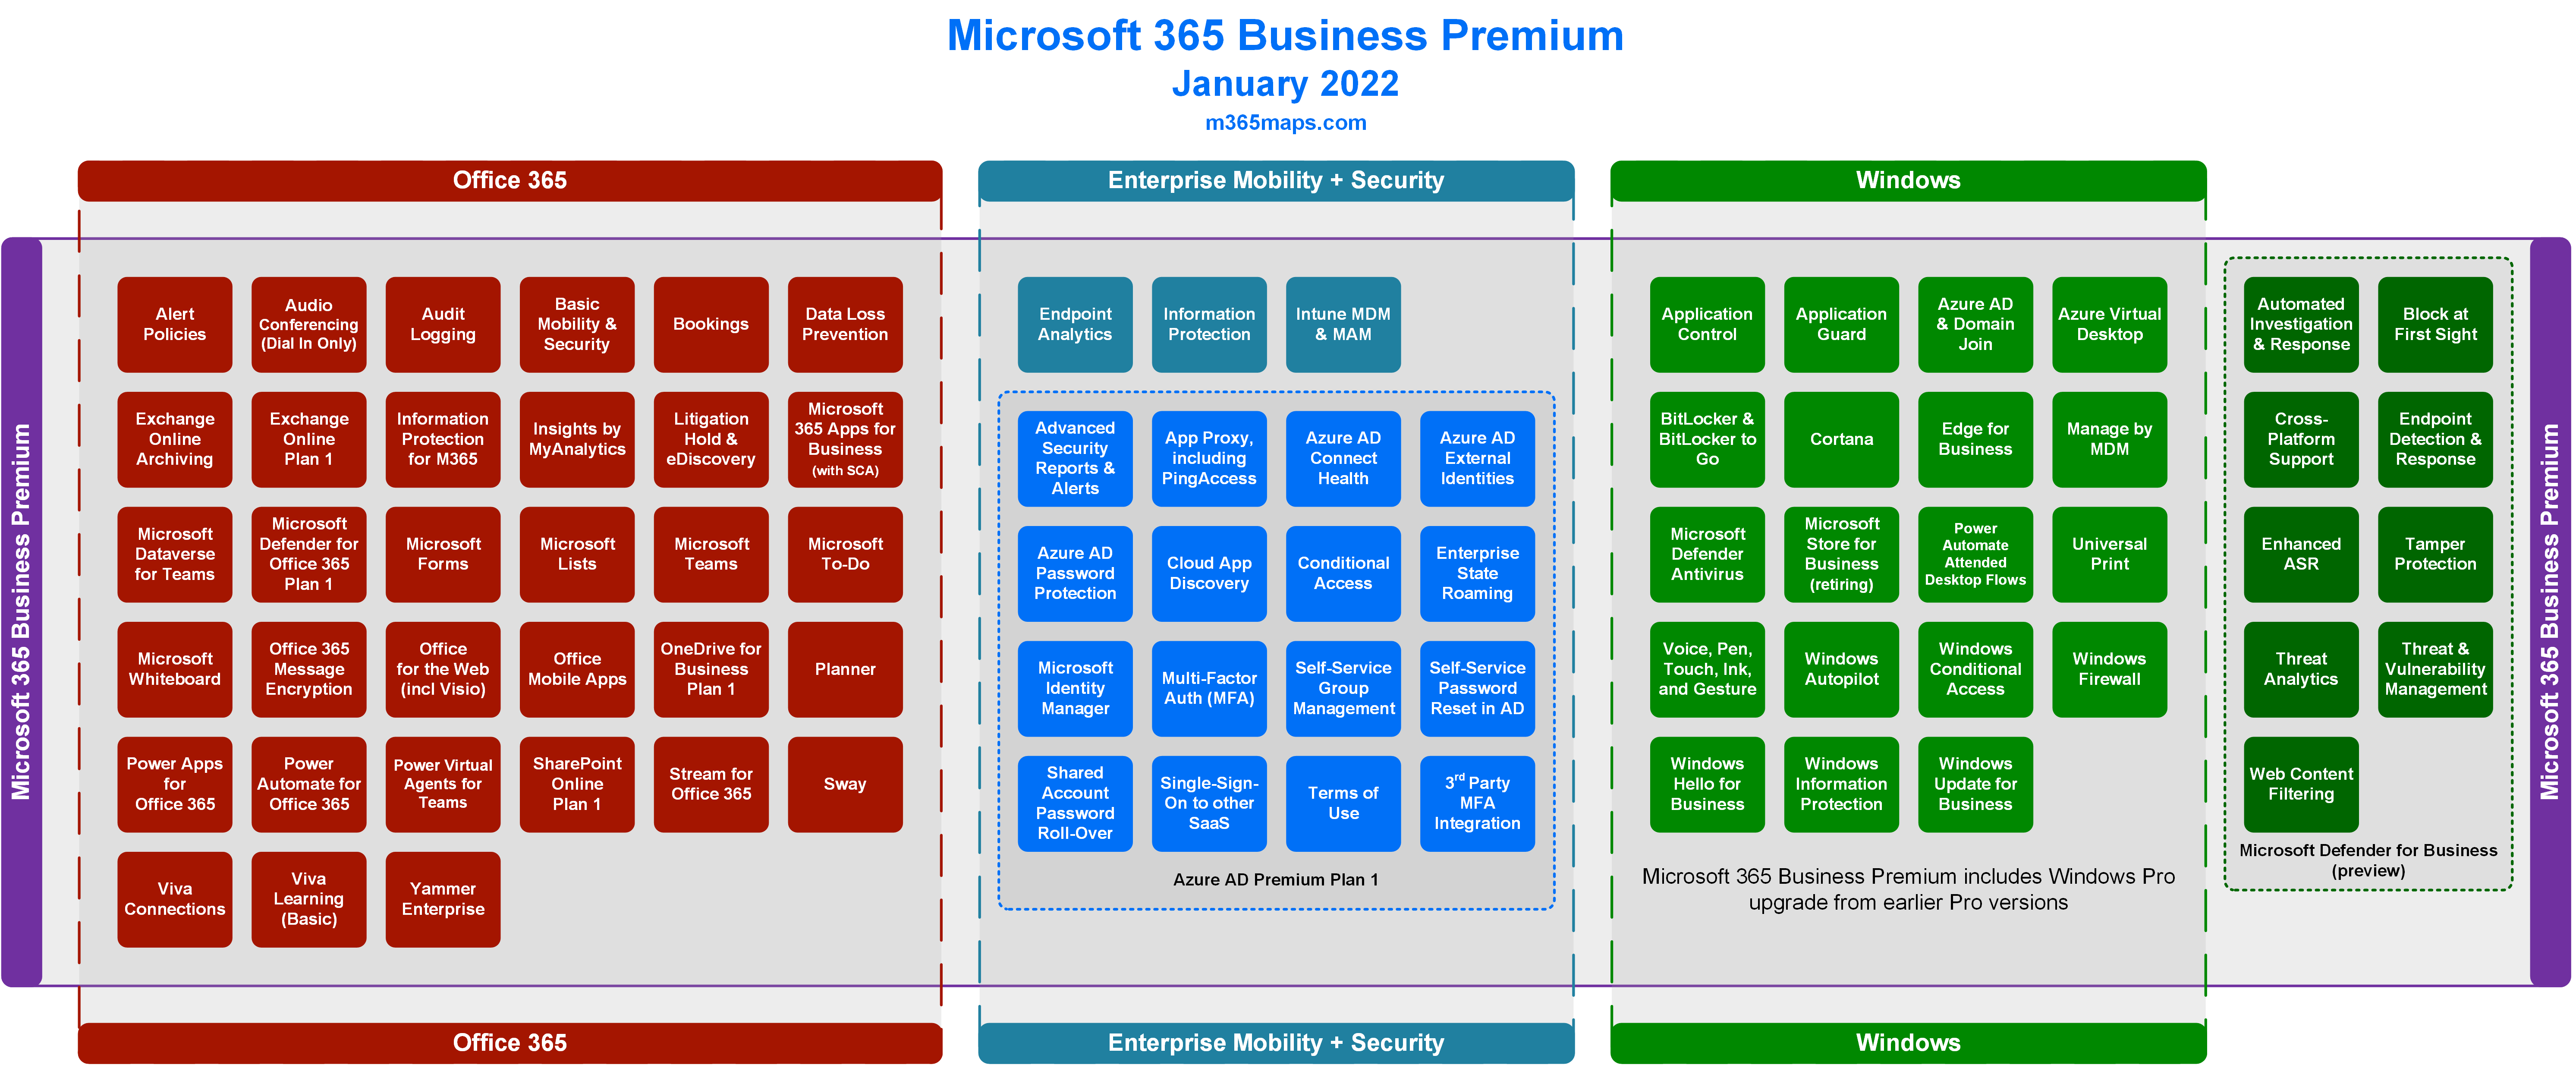 Microsoft 365 Business Premium
January 2022
m365maps.com
Office 365
Enterprise Mobility + Security
Windows
Microsoft 365 Business Premium
Alert
Policies
Audio
Conferencing
(Dial In Only)
Audit
Logging
Basic
Mobility &
Security
Bookings
Data Loss
Prevention
Exchange
Online
Archiving
Exchange
Online
Plan 1
Information
Protection
for M365
Insights by
MyAnalytics
Litigation
Hold &
eDiscovery
Microsoft
365 Apps for
Business
(with SCA)
Microsoft
Dataverse
for Teams
Microsoft
Defender for
Office 365
Plan 1
Microsoft
Forms
Microsoft
Lists
Microsoft
Teams
Microsoft
To-Do
Microsoft
Whiteboard
Office 365
Message
Encryption
Office
for the Web
(incl Visio)
Office
Mobile Apps
OneDrive for
Business
Plan 1
Planner
Power Apps
for
Office 365
Power
Automate for
Office 365
Power Virtual
Agents for
Teams
SharePoint
Online
Plan 1
Stream for
Office 365
Sway
Viva
Connections
Viva
Learning
(Basic)
Yammer
Enterprise
Endpoint
Analytics
Information
Protection
Intune MDM
& MAM
Advanced
Security
Reports &
Alerts
App Proxy,
including
PingAccess
Azure AD
Connect
Health
Azure AD
External
Identities
Azure AD
Password
Protection
Cloud App
Discovery
Conditional
Access
Enterprise
State
Roaming
Microsoft
Identity
Manager
Multi-Factor
Auth (MFA)
Self-Service
Group
Management
Self-Service
Password
Reset in AD
Shared
Account
Password
Roll-Over
Single-Sign-
On to other
SaaS
Terms of
Use
3rd Party
MFA
Integration
Azure AD Premium Plan 1
Application
Control
Application
Guard
Azure AD
& Domain
Join
Azure Virtual
Desktop
BitLocker &
BitLocker to
Go
Cortana
Edge for
Business
Manage by
MDM
Microsoft
Defender
Antivirus
Microsoft
Store for
Business
(retiring)
Power
Automate
Attended
Desktop Flows
Universal
Print
Voice, Pen,
Touch, Ink,
and Gesture
Windows
Autopilot
Windows
Conditional
Access
Windows
Firewall
Windows
Hello for
Business
Windows
Information
Protection
Windows
Update for
Business
Microsoft 365 Business Premium includes Windows Pro
upgrade from earlier Pro versions
Automated
Investigation
& Response
Block at
First Sight
Cross-
Platform
Support
Endpoint
Detection &
Response
Enhanced
ASR
Tamper
Protection
Threat
Analytics
Threat &
Vulnerability
Management
Web Content
Filtering
Microsoft Defender for Business
(preview)
Microsoft 365 Business Premium
Office 365
Enterprise Mobility + Security
Windows